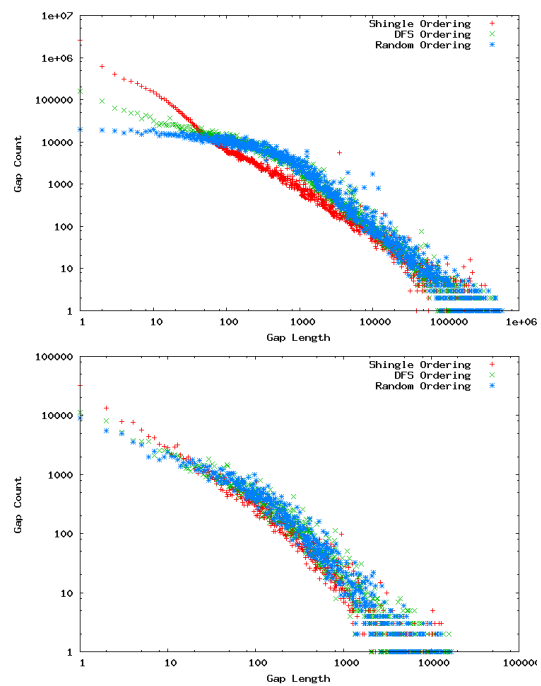 1e+07
1e+06
100000
10000
1000
100
10
1
Gap Count
Shingle Ordering
DFS Ordering
Random Ordering
1 10 100 1000 10000 100000 1e+06
Gap Length
100000
10000
1000
100
10
1
Gap Count
Shingle Ordering
DFS Ordering
Random Ordering
1 10 100 1000 10000 100000
Gap Length